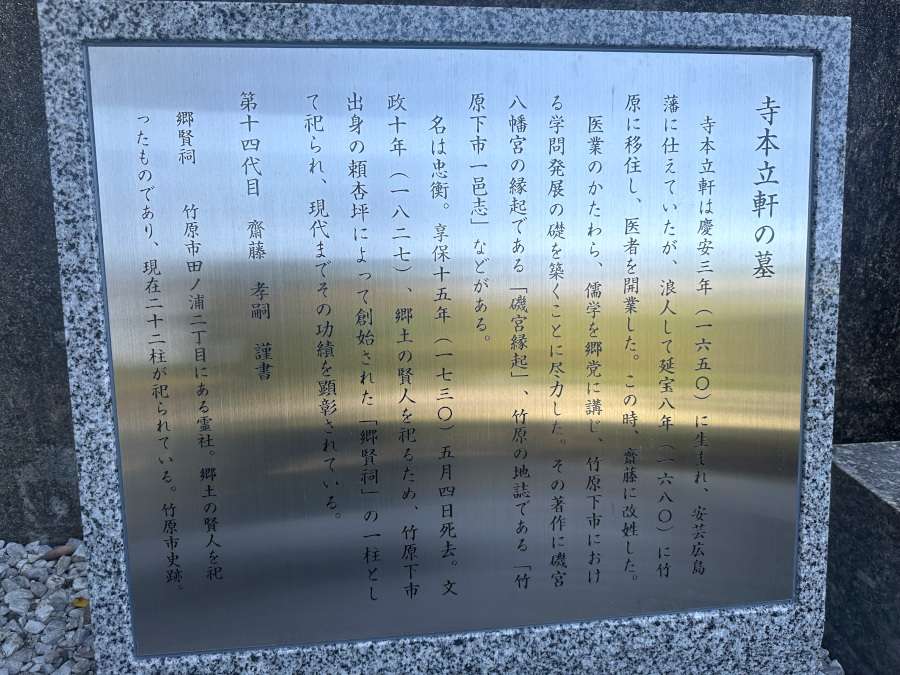 寺本立軒の墓
寺本立軒は慶安三年（一六五〇）に生まれ、安芸広島
藩に仕えていたが、浪人して延宝八年（一六八〇）に竹
原に移住し、医者を開業した。この時、齋藤に改姓した。
医業のかたわら、儒学を郷党に講じ、竹原下市におけ
る学問発展の礎を築くことに尽力した。その著作に磯宮
八幡宮の縁起である「磯宮縁起」、竹原の地誌である「竹
原下市一邑志」などがある。
名は忠衡。享保十五年（一七三〇）五月四日死去。文
政十年（一八二七）、郷土の賢人を祀るため、竹原下市
出身の頼杏坪によって創始された「郷賢祠」の一柱とし
て祀られ、現代までその功績を顕彰されている。
第十四代目　齋藤　孝嗣　謹書
郷賢祠　竹原市田ノ浦二丁目にある霊社。郷土の賢人を祀
ったものであり、現在二十二柱が祀られている。竹原市史跡。